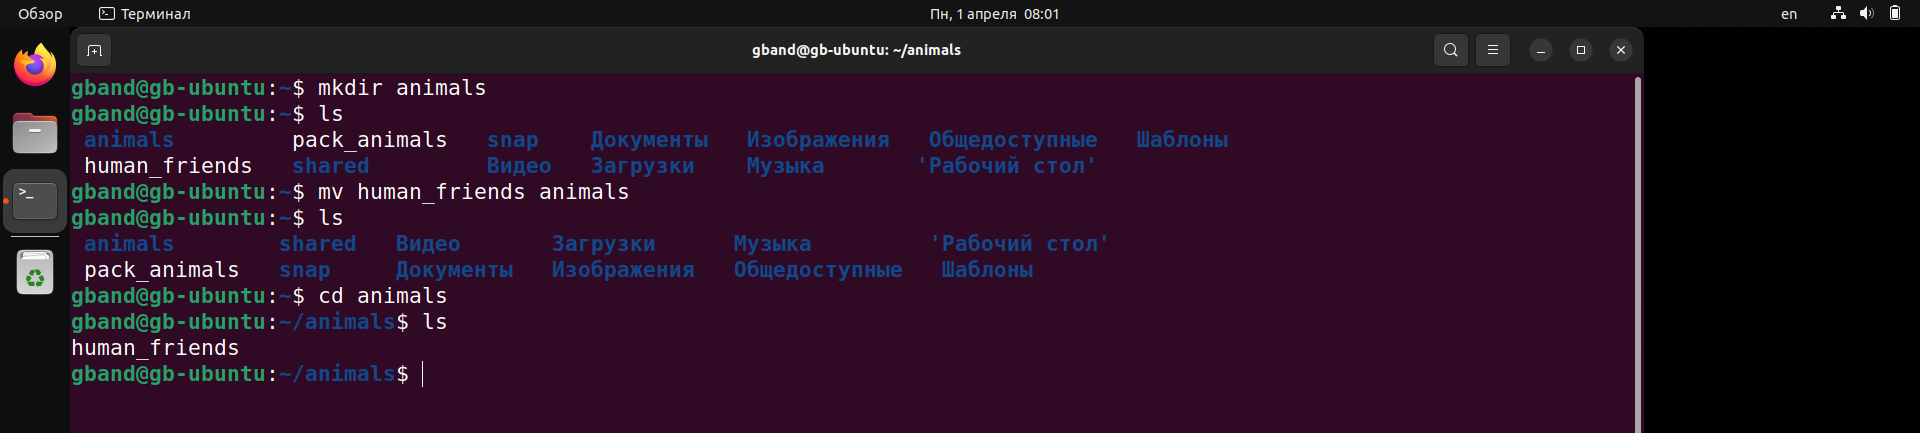 Обзор Терминал Пн, 1 апреля 08:01 en
gband@gb-ubuntu: ~/animals
gband@gb-ubuntu:~$ mkdir animals
gband@gb-ubuntu:~$ ls
animals pack_animals snap Документы Изображения Общедоступные Шаблоны
human_friends shared Видео Загрузки Музыка 'Рабочий стол'
gband@gb-ubuntu:~$ mv human_friends animals
gband@gb-ubuntu:~$ ls
animals shared Видео Загрузки Музыка 'Рабочий стол'
pack_animals snap Документы Изображения Общедоступные Шаблоны
gband@gb-ubuntu:~$ cd animals
gband@gb-ubuntu:~/animals$ ls
human_friends
gband@gb-ubuntu:~/animals$